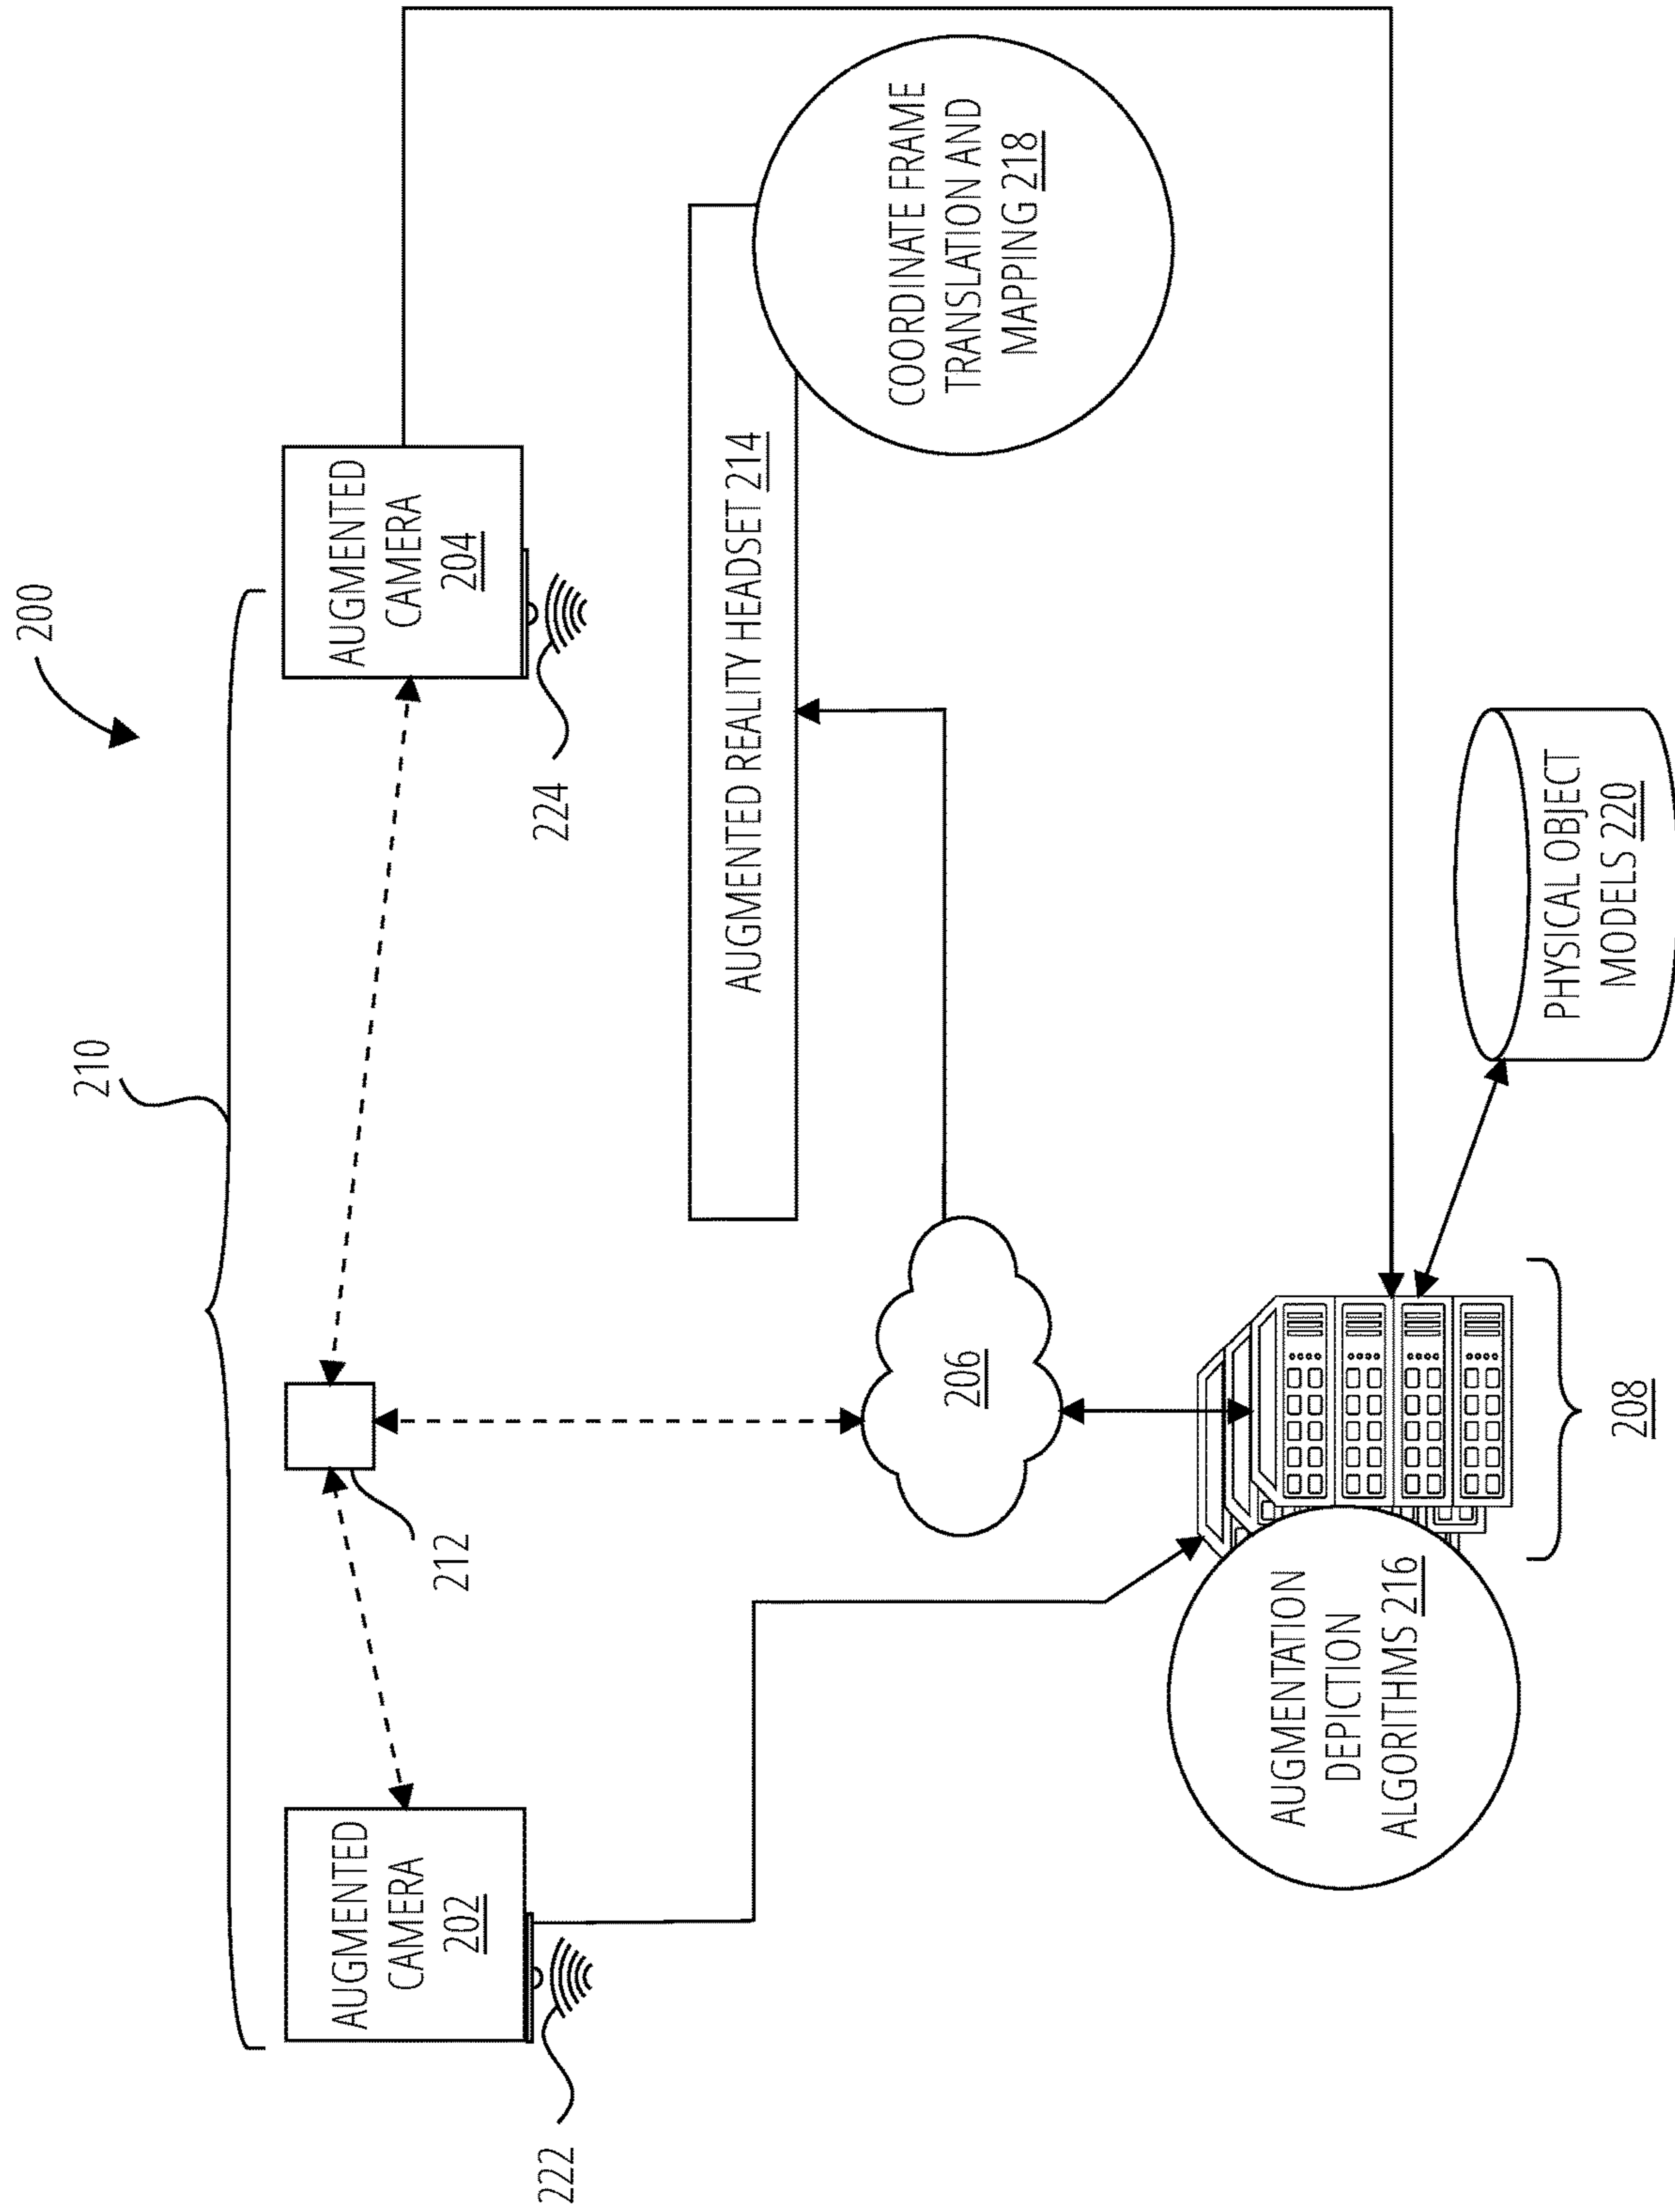 200
210
AUGMENTED
CAMERA
202
212
AUGMENTED
CAMERA
204
222
224
AUGMENTED REALITY HEADSET 214
206
COORDINATE FRAME
TRANSLATION AND
MAPPING 218
AUGMENTATION
DEPICTION
ALGORITHMS 216
208
PHYSICAL OBJECT
MODELS 220